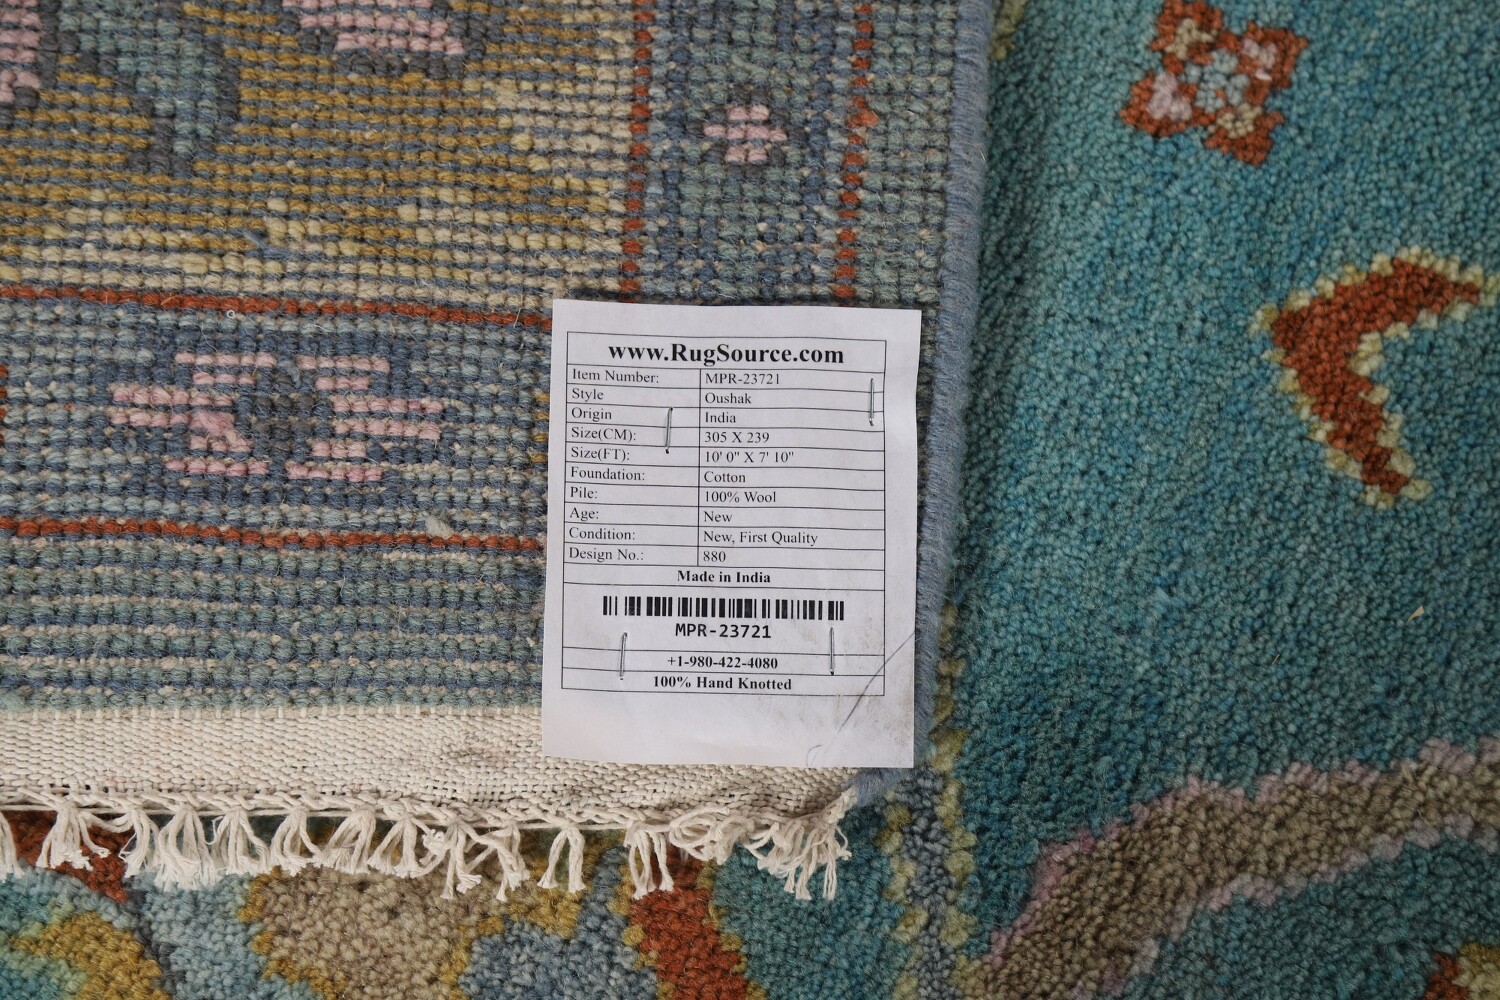 www.RugSource.com
Item Number: MPR-23721
Style Oushak
Origin India
Size(CM): 305 X 239
Size(FT): 10' 0" X 7' 10"
Foundation: Cotton
Pile: 100% Wool
Age: New
Condition: New, First Quality
Design No.: 880
Made in India
MPR-23721
+1-980-422-4080
100% Hand Knotted